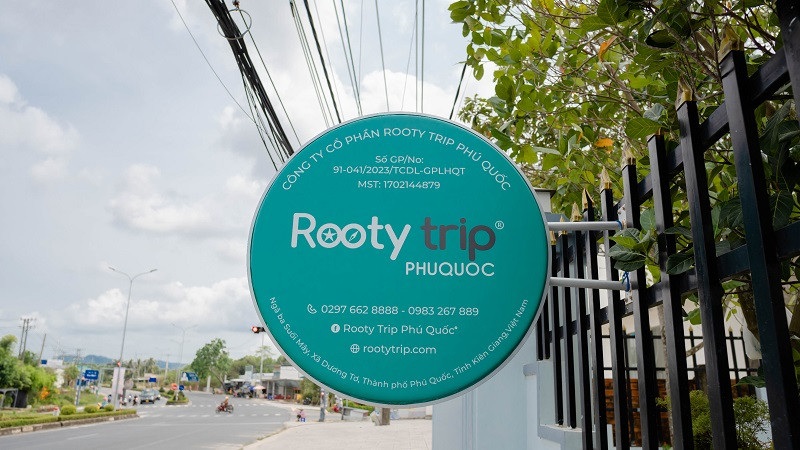 CÔNG TY CỔ PHẦN ROOTY TRIP PHÚ QUỐC
Số GP/No:
91-041/2023/TCDL-GPLHQT
MST: 1702144879
Rooty trip®
PHUQUOC
0297 662 8888 - 0983 267 889
Rooty Trip Phú Quốc*
rootytrip.com
Ngã ba Suối Mây, Xã Dương Tơ, Thành phố Phú Quốc, Tỉnh Kiên Giang, Việt Nam